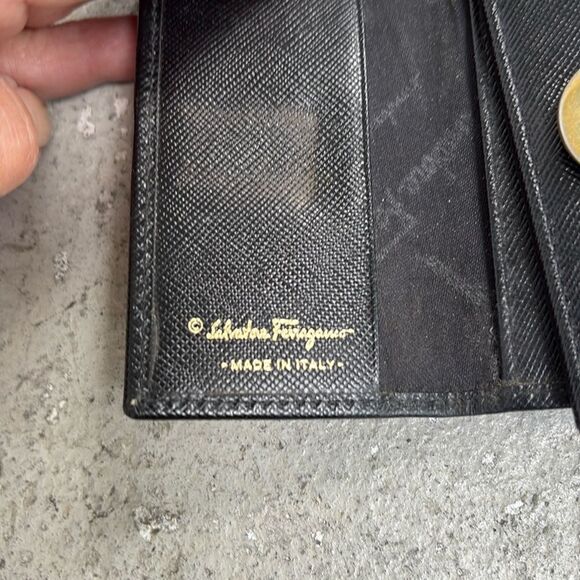 © Salvatore Ferragamo
- MADE IN ITALY -